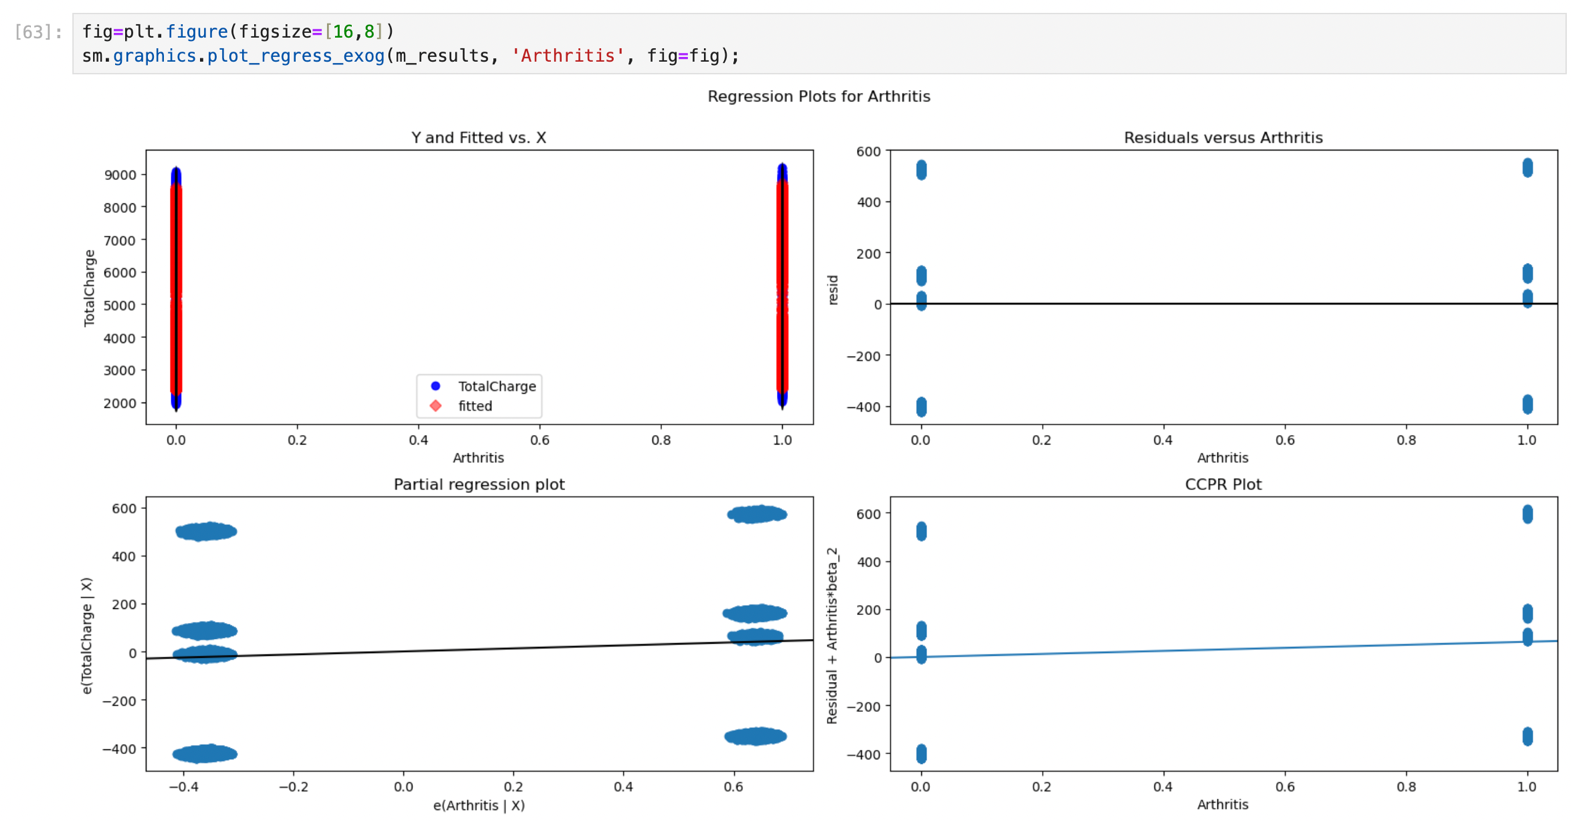 [63]:
fig=plt.figure(figsize=[16,8])
sm.graphics.plot_regress_exog(m_results, 'Arthritis', fig=fig);
Regression Plots for Arthritis
Y and Fitted vs. X
9000
8000
7000
6000
5000
4000
3000
2000
TotalCharge
TotalCharge
fitted
0.0 0.2 0.4 0.6 0.8 1.0
Arthritis
Residuals versus Arthritis
600
400
200
0
−200
−400
resid
0.0 0.2 0.4 0.6 0.8 1.0
Arthritis
Partial regression plot
600
400
200
0
−200
−400
e(TotalCharge | X)
−0.4 −0.2 0.0 0.2 0.4 0.6
e(Arthritis | X)
CCPR Plot
600
400
200
0
−200
−400
Residual + Arthritis*beta_2
0.0 0.2 0.4 0.6 0.8 1.0
Arthritis